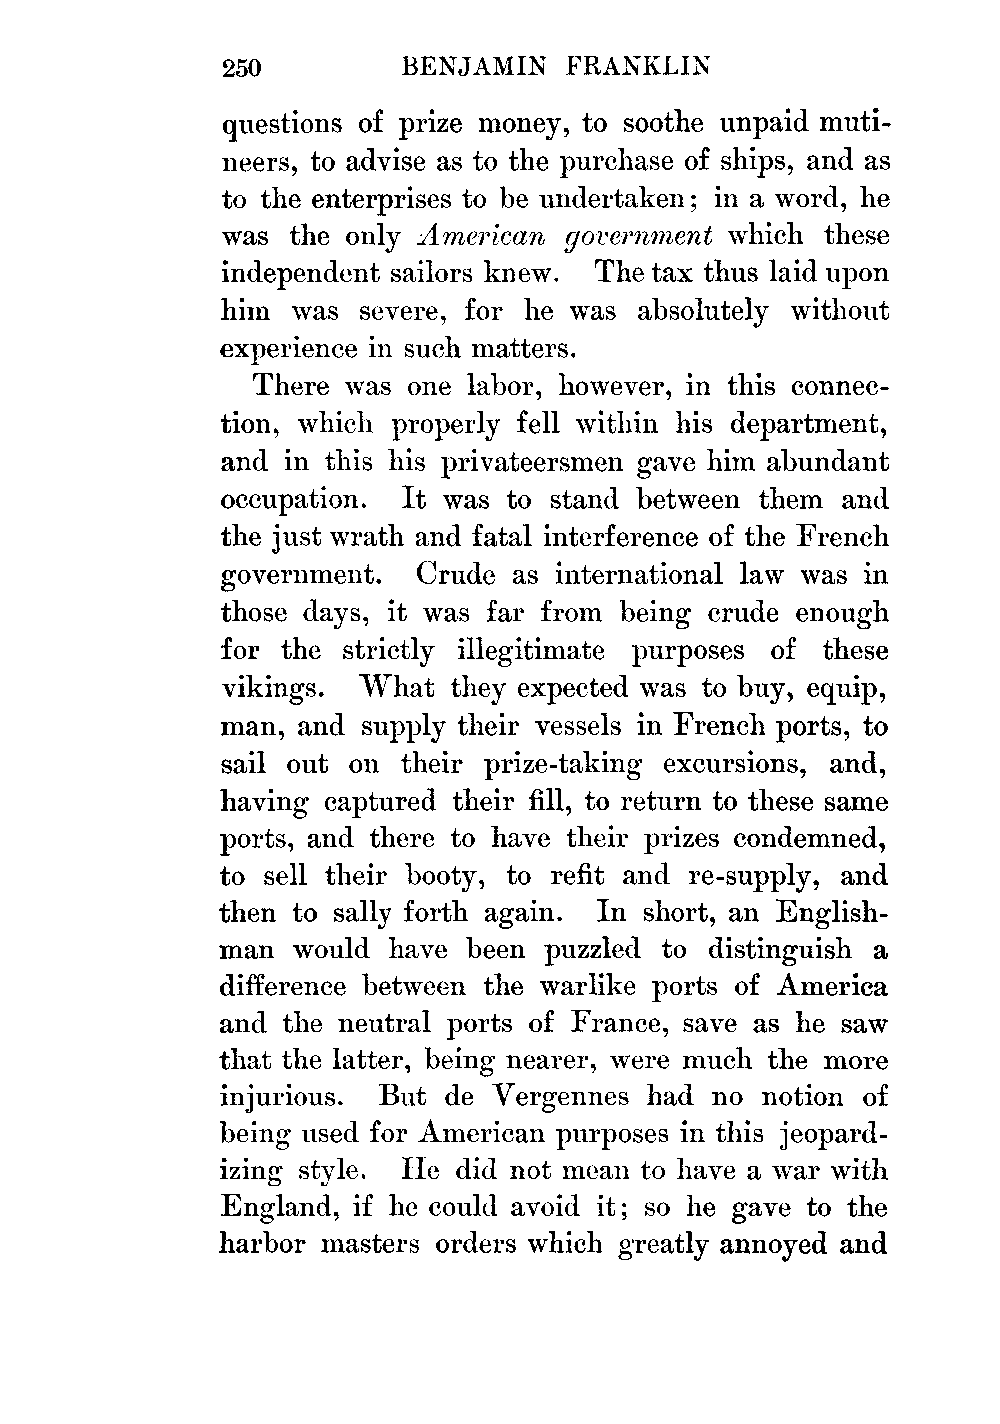 250 BENJAMIN FRANKLIN
questions of prize money, to soothe unpaid muti-
neers, to advise as to the purchase of ships, and as
to the enterprises to be undertaken; in a word, he
was the only American government which these
independent sailors knew. The tax thus laid upon
him was severe, for he was absolutely without
experience in such matters.
There was one labor, however, in this connec-
tion, which properly fell within his department,
and in this his privateersmen gave him abundant
occupation. It was to stand between them and
the just wrath and fatal interference of the French
government. Crude as international law was in
those days, it was far from being crude enough
for the strictly illegitimate purposes of these
vikings. What they expected was to buy, equip,
man, and supply their vessels in French ports, to
sail out on their prize-taking excursions, and,
having captured their fill, to return to these same
ports, and there to have their prizes condemned,
to sell their booty, to refit and re-supply, and
then to sally forth again. In short, an English-
man would have been puzzled to distinguish a
difference between the warlike ports of America
and the neutral ports of France, save as he saw
that the latter, being nearer, were much the more
injurious. But de Vergennes had no notion of
being used for American purposes in this jeopard-
izing style. He did not mean to have a war with
England, if he could avoid it; so he gave to the
harbor masters orders which greatly annoyed and